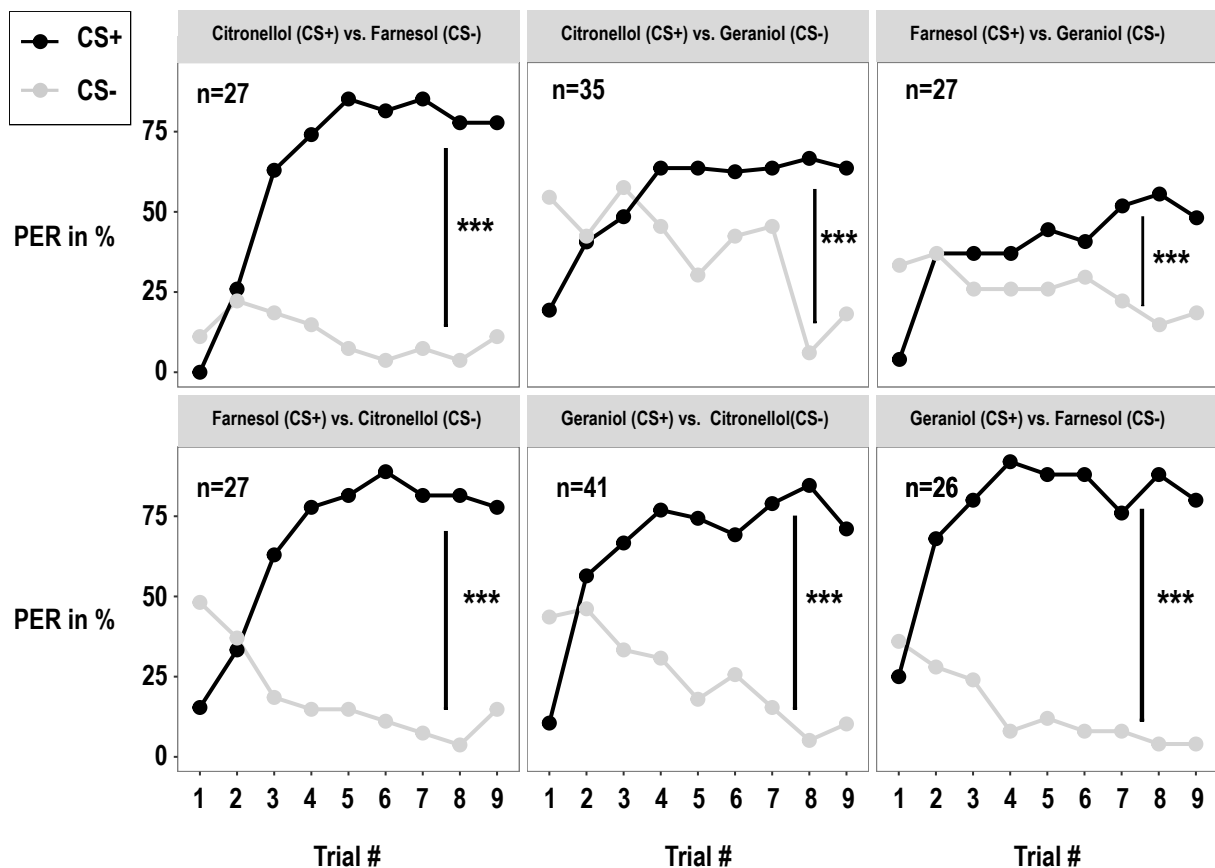 CS+
CS-
Citronellol (CS+) vs. Farnesol (CS-)
Citronellol (CS+) vs. Geraniol (CS-)
Farnesol (CS+) vs. Geraniol (CS-)
n=27
n=35
n=27
75
50
25
0
PER in %
***
***
***
Farnesol (CS+) vs. Citronellol (CS-)
Geraniol (CS+) vs. Citronellol(CS-)
Geraniol (CS+) vs. Farnesol (CS-)
n=27
n=41
n=26
75
50
25
0
PER in %
***
***
***
1 2 3 4 5 6 7 8 9
1 2 3 4 5 6 7 8 9
1 2 3 4 5 6 7 8 9
Trial #
Trial #
Trial #